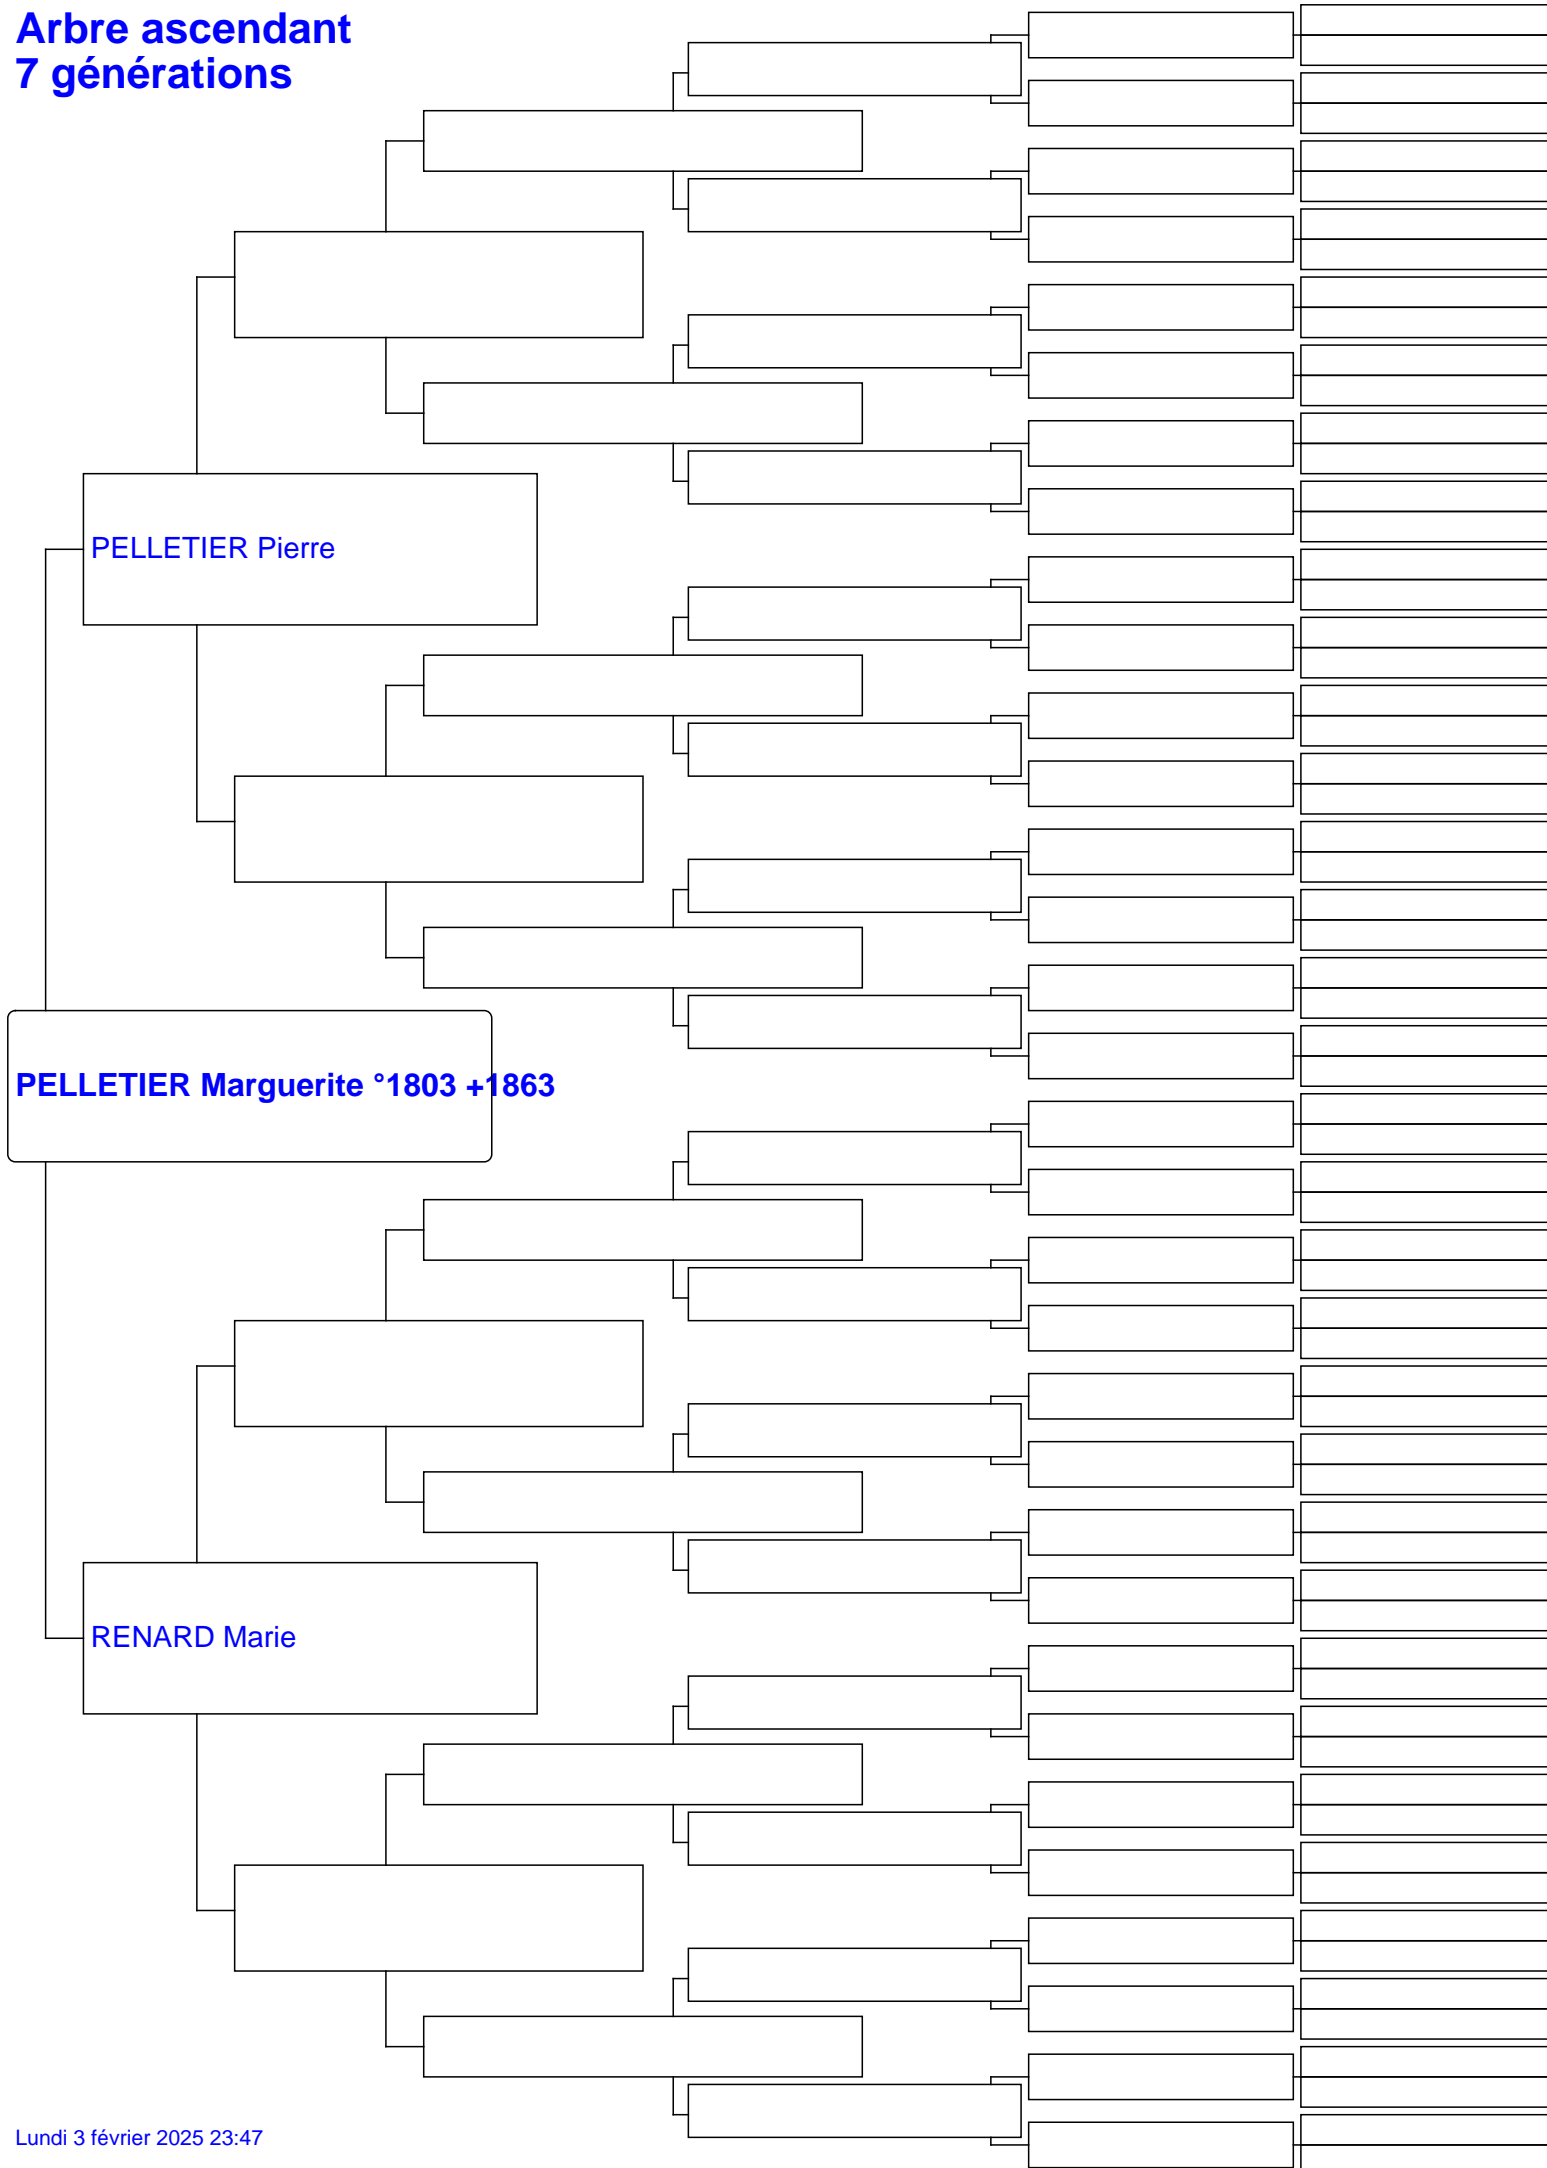 Arbre ascendant
7 générations
PELLETIER Pierre
PELLETIER Marguerite °1803 +1863
RENARD Marie
Lundi 3 février 2025 23:47